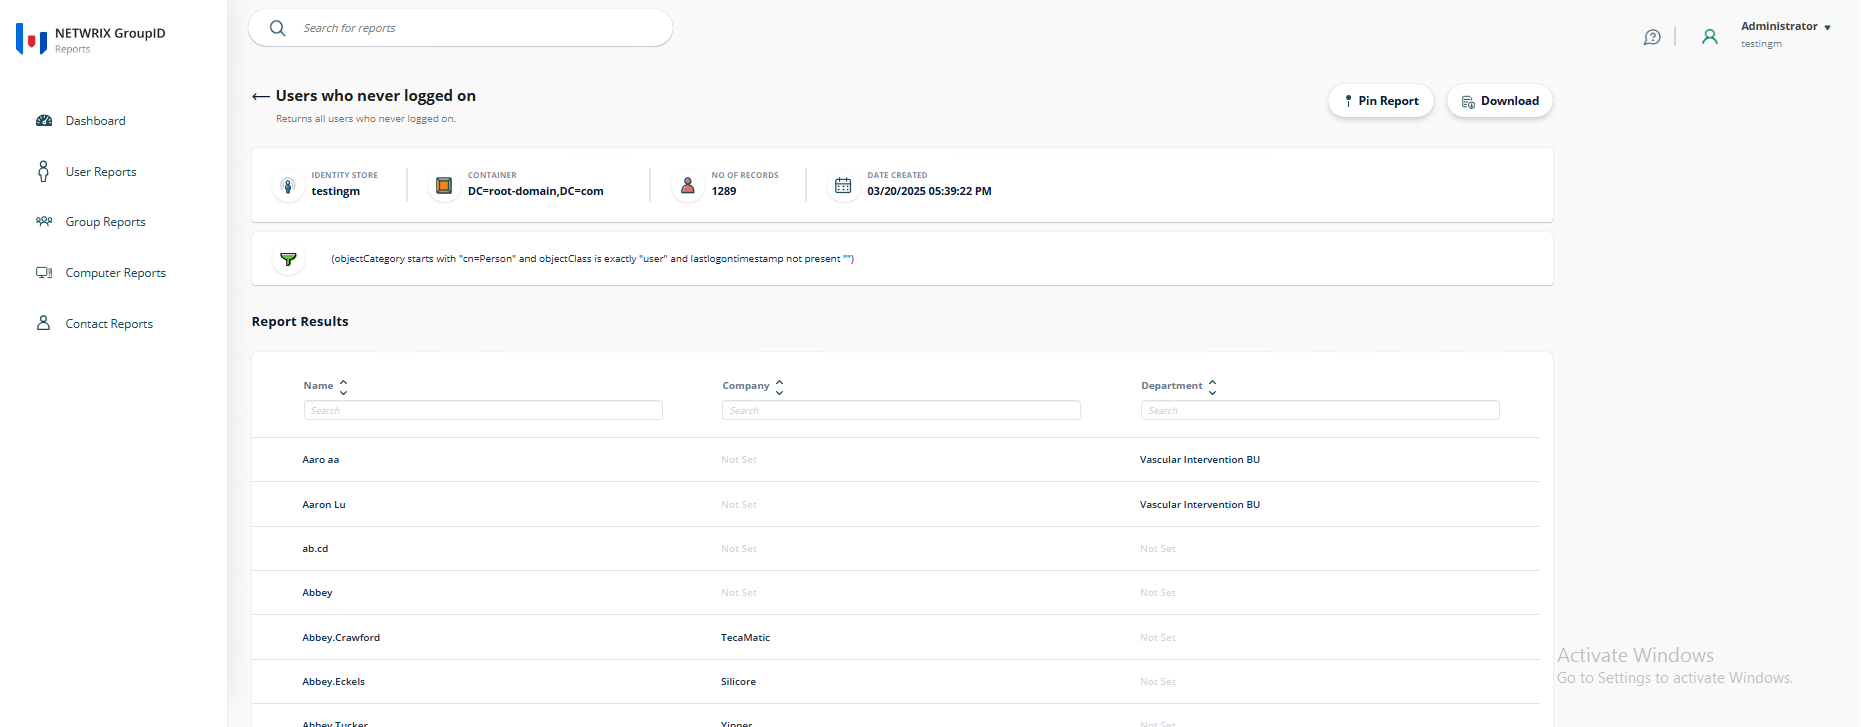 NETWRIX GroupID
Reports
Search for reports
Administrator
testingm
Dashboard
User Reports
Group Reports
Computer Reports
Contact Reports
Users who never logged on
Returns all users who never logged on.
Pin Report
Download
IDENTITY STORE
testingm
CONTAINER
DC=root-domain,DC=com
NO OF RECORDS
1289
DATE CREATED
03/20/2025 05:39:22 PM
(objectCategory starts with "cn=Person" and objectClass is exactly "user" and lastlogontimestamp not present "")
Report Results
Name Company Department
Search Search Search
Aaro aa Not Set Vascular Intervention BU
Aaron Lu Not Set Vascular Intervention BU
ab.cd Not Set Not Set
Abbey Not Set Not Set
Abbey.Crawford TecaMatic Not Set
Abbey.Eckels Silicore Not Set
Abbey.Tucker Yinner
Activate Windows
Go to Settings to activate Windows.